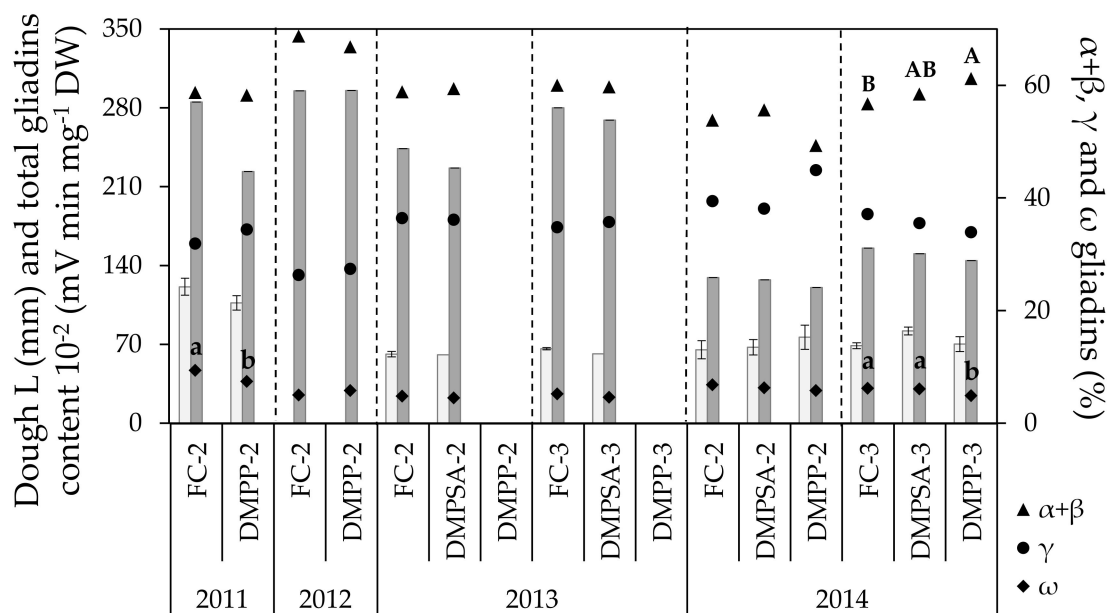 Dough L (mm) and total gliadins
content 10-2 (mV min mg-1 DW)
350
280
210
140
70
0
60
40
20
0
α+β, γ and ω gliadins (%)
B
AB
A
a
b
a
a
b
FC-2
DMPP-2
FC-2
DMPP-2
FC-2
DMPSA-2
DMPP-2
FC-3
DMPSA-3
DMPP-3
FC-2
DMPSA-2
DMPP-2
FC-3
DMPSA-3
DMPP-3
2011
2012
2013
2014
α+β
γ
ω